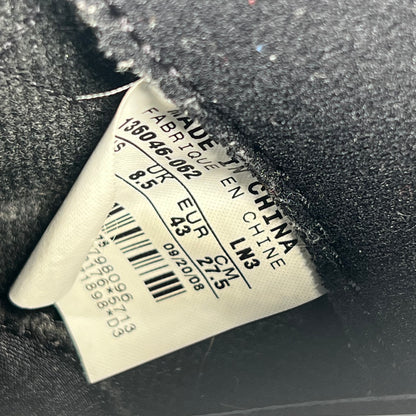 MADE IN CHINA
FABRIQUE EN CHINE
136046-062 LN3
UK EUR CM
8.5 43 27.5
09/20/08
98096